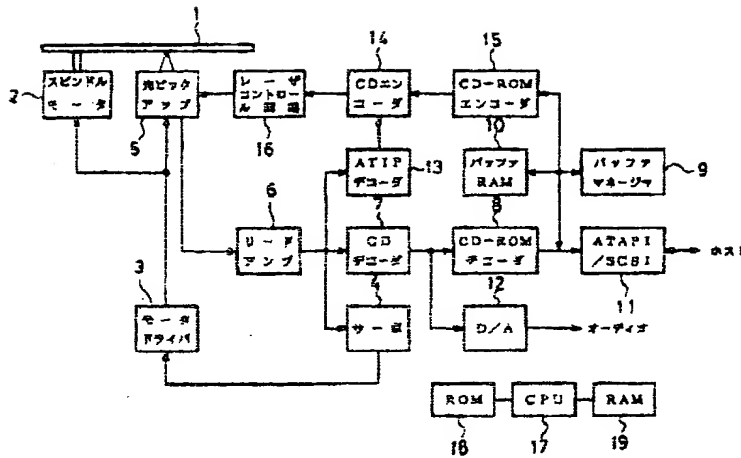 1
14
15
スピンドル
モータ
2
光ピック
アップ
5
レーザ
コントロー
ル回路
16
CDエン
コーダ
CD-ROM
エンコーダ
10
ATIP
デコーダ
13
バッファ
RAM
バッファ
マネージャ
9
6
7
8
リード
アンプ
CD
デコーダ
CD-ROM
デコーダ
ATAPI
/SCSI
ホスト
11
3
4
12
モータ
ドライバ
サーボ
D/A
オーディオ
ROM
CPU
RAM
18
17
19